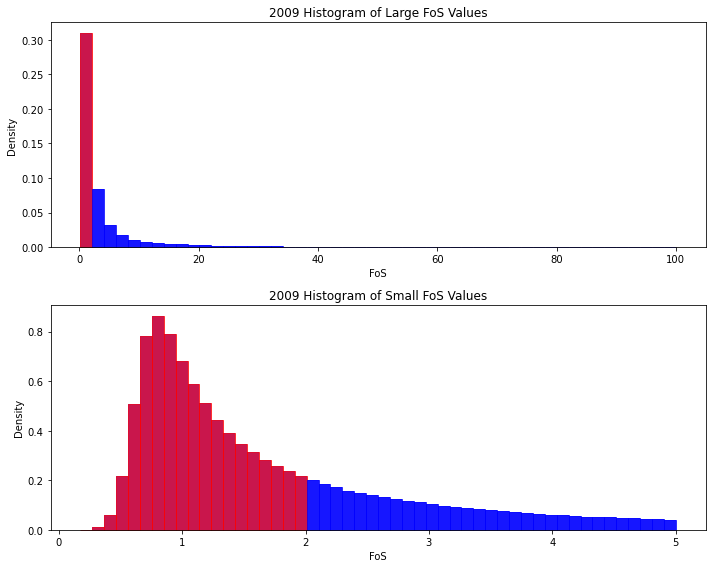 2009 Histogram of Large FoS Values
0.30
0.25
0.20
0.15
0.10
0.05
0.00
Density
0 20 40 60 80 100
FoS
2009 Histogram of Small FoS Values
0.8
0.6
0.4
0.2
0.0
Density
0 1 2 3 4 5
FoS